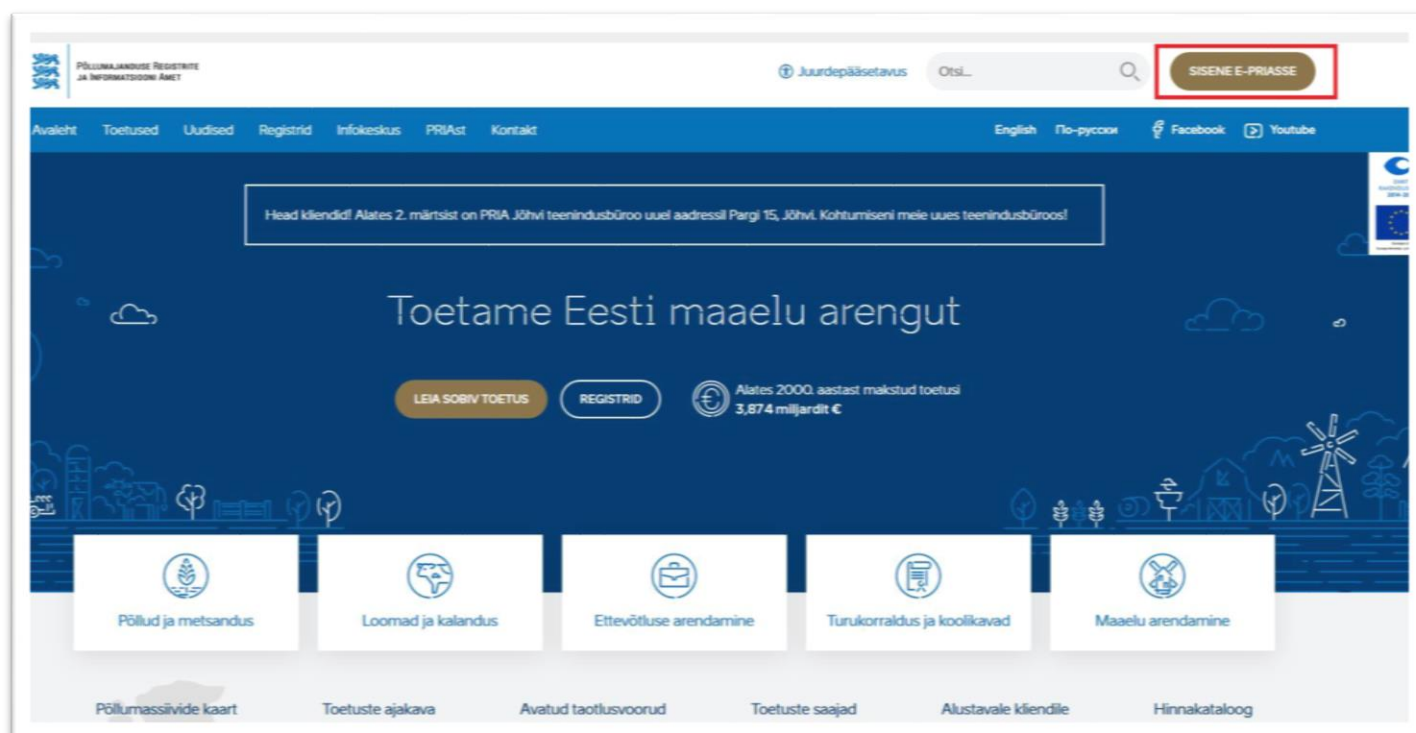 PÕLLUMAJANDUSE REGISTRITE
JA INFORMATSIOONI AMET
Juurdepääsetavus
Otsi...
SISENE E-PRIASSE
Avaleht Toetused Uudised Registrid Infokeskus PRIAst Kontakt
English По-русски Facebook Youtube
Head kliendid! Alates 2. märtsist on PRIA Jõhvi teenindusbüroo uuel aadressil Pargi 15, Jõhvi. Kohtumiseni meie uues teenindusbüroos!
Toetame Eesti maaelu arengut
LEIA SOBIV TOETUS
REGISTRID
Alates 2000. aastast makstud toetusi
3,874 miljardit €
Põllud ja metsandus
Loomad ja kalandus
Ettevõtluse arendamine
Turukorraldus ja koolikavad
Maaelu arendamine
Põllumassiivide kaart
Toetuste ajakava
Avatud taotlusvoorud
Toetuste saajad
Alustavale kliendile
Hinnakataloog